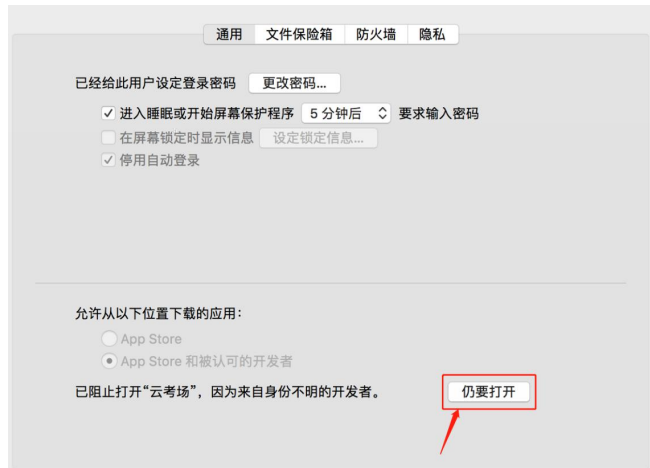 通用 文件保险箱 防火墙 隐私
已经给此用户设定登录密码 更改密码...
进入睡眠或开始屏幕保护程序 5 分钟后 要求输入密码
在屏幕锁定时显示信息 设定锁定信息...
停用自动登录
允许从以下位置下载的应用：
App Store
App Store 和被认可的开发者
已阻止打开“云考场”，因为来自身份不明的开发者。 仍要打开